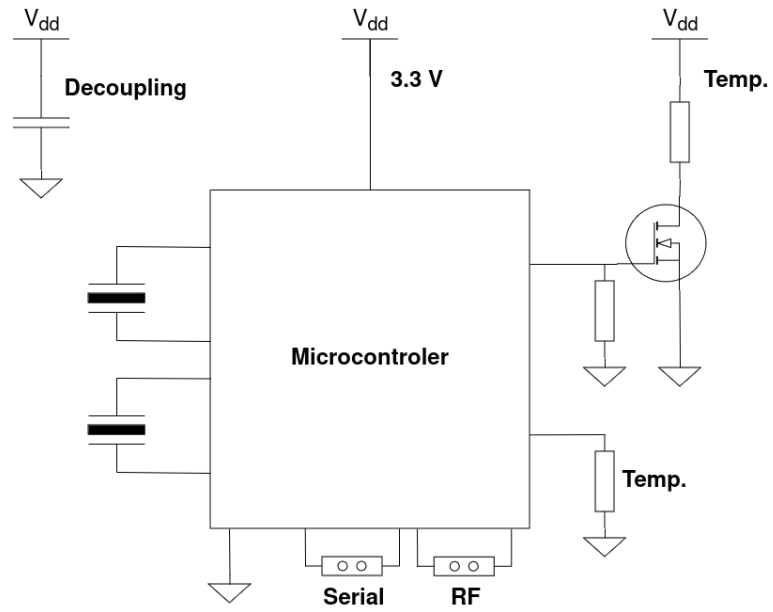 Vdd
Vdd
Vdd
Decoupling
3.3 V
Temp.
Microcontroler
Temp.
Serial
RF